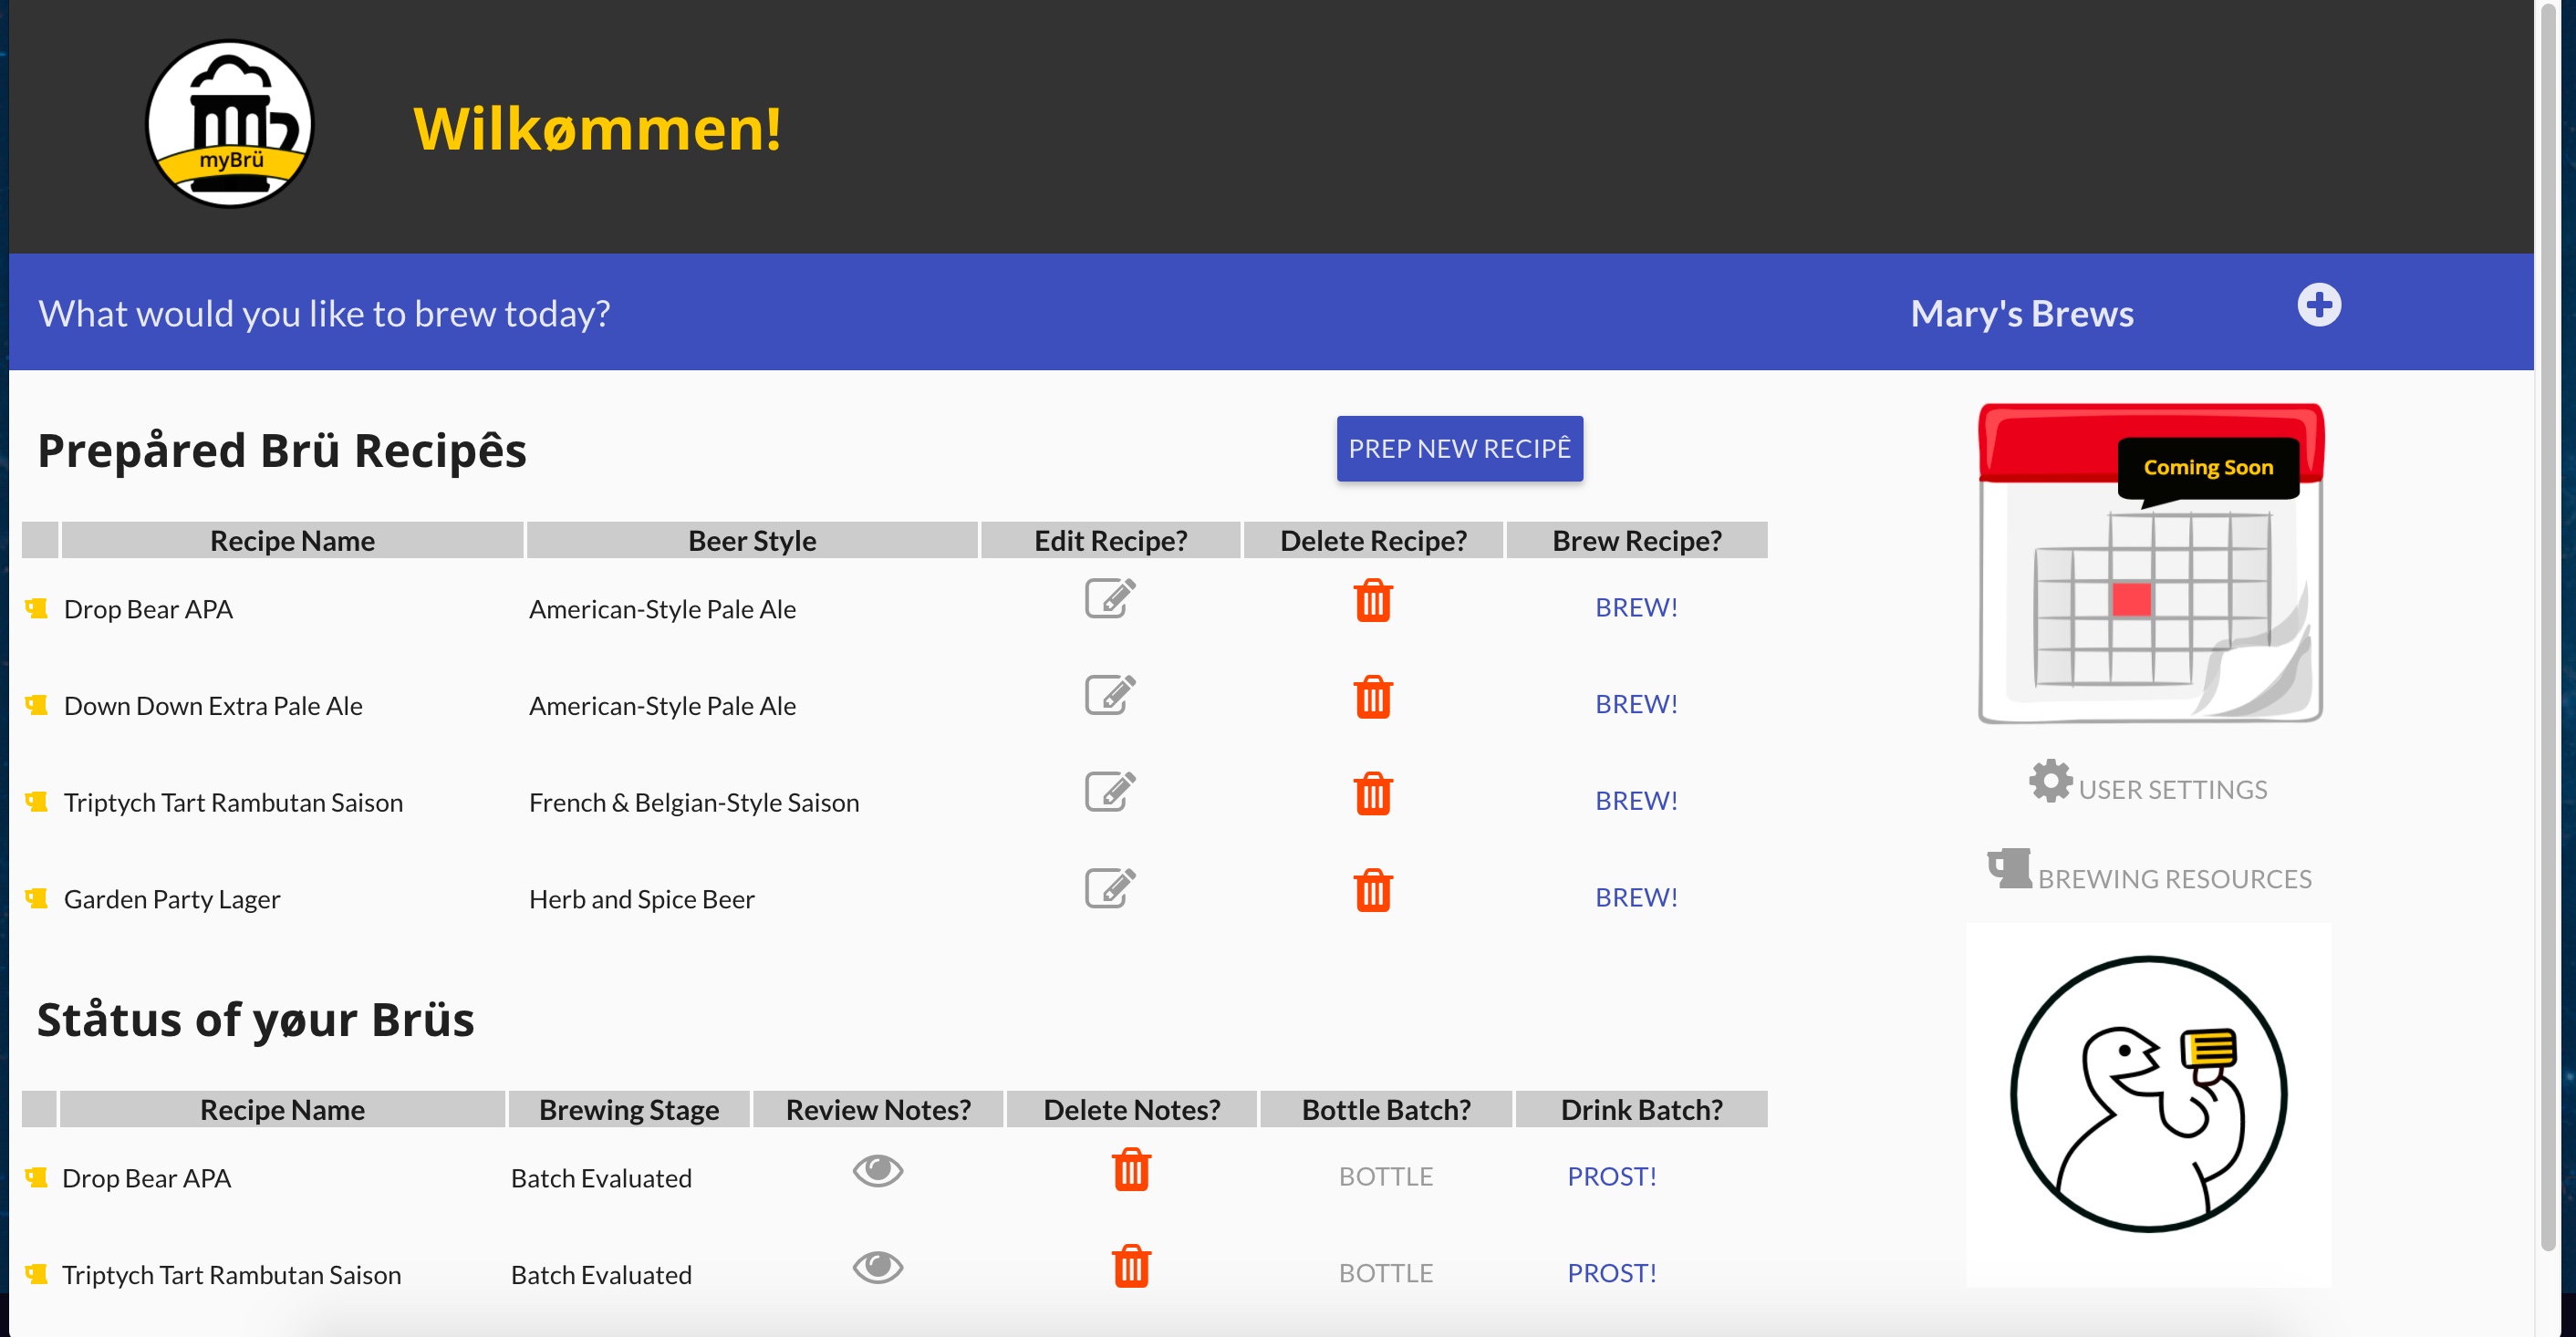 myBrü
Wilkømmen!
What would you like to brew today?
Mary's Brews
Prepåred Brü Recipês
PREP NEW RECIPÊ
Coming Soon
Recipe Name Beer Style Edit Recipe? Delete Recipe? Brew Recipe?
Drop Bear APA American-Style Pale Ale BREW!
Down Down Extra Pale Ale American-Style Pale Ale BREW!
Triptych Tart Rambutan Saison French & Belgian-Style Saison BREW!
Garden Party Lager Herb and Spice Beer BREW!
USER SETTINGS
BREWING RESOURCES
Ståtus of yøur Brüs
Recipe Name Brewing Stage Review Notes? Delete Notes? Bottle Batch? Drink Batch?
Drop Bear APA Batch Evaluated BOTTLE PROST!
Triptych Tart Rambutan Saison Batch Evaluated BOTTLE PROST!